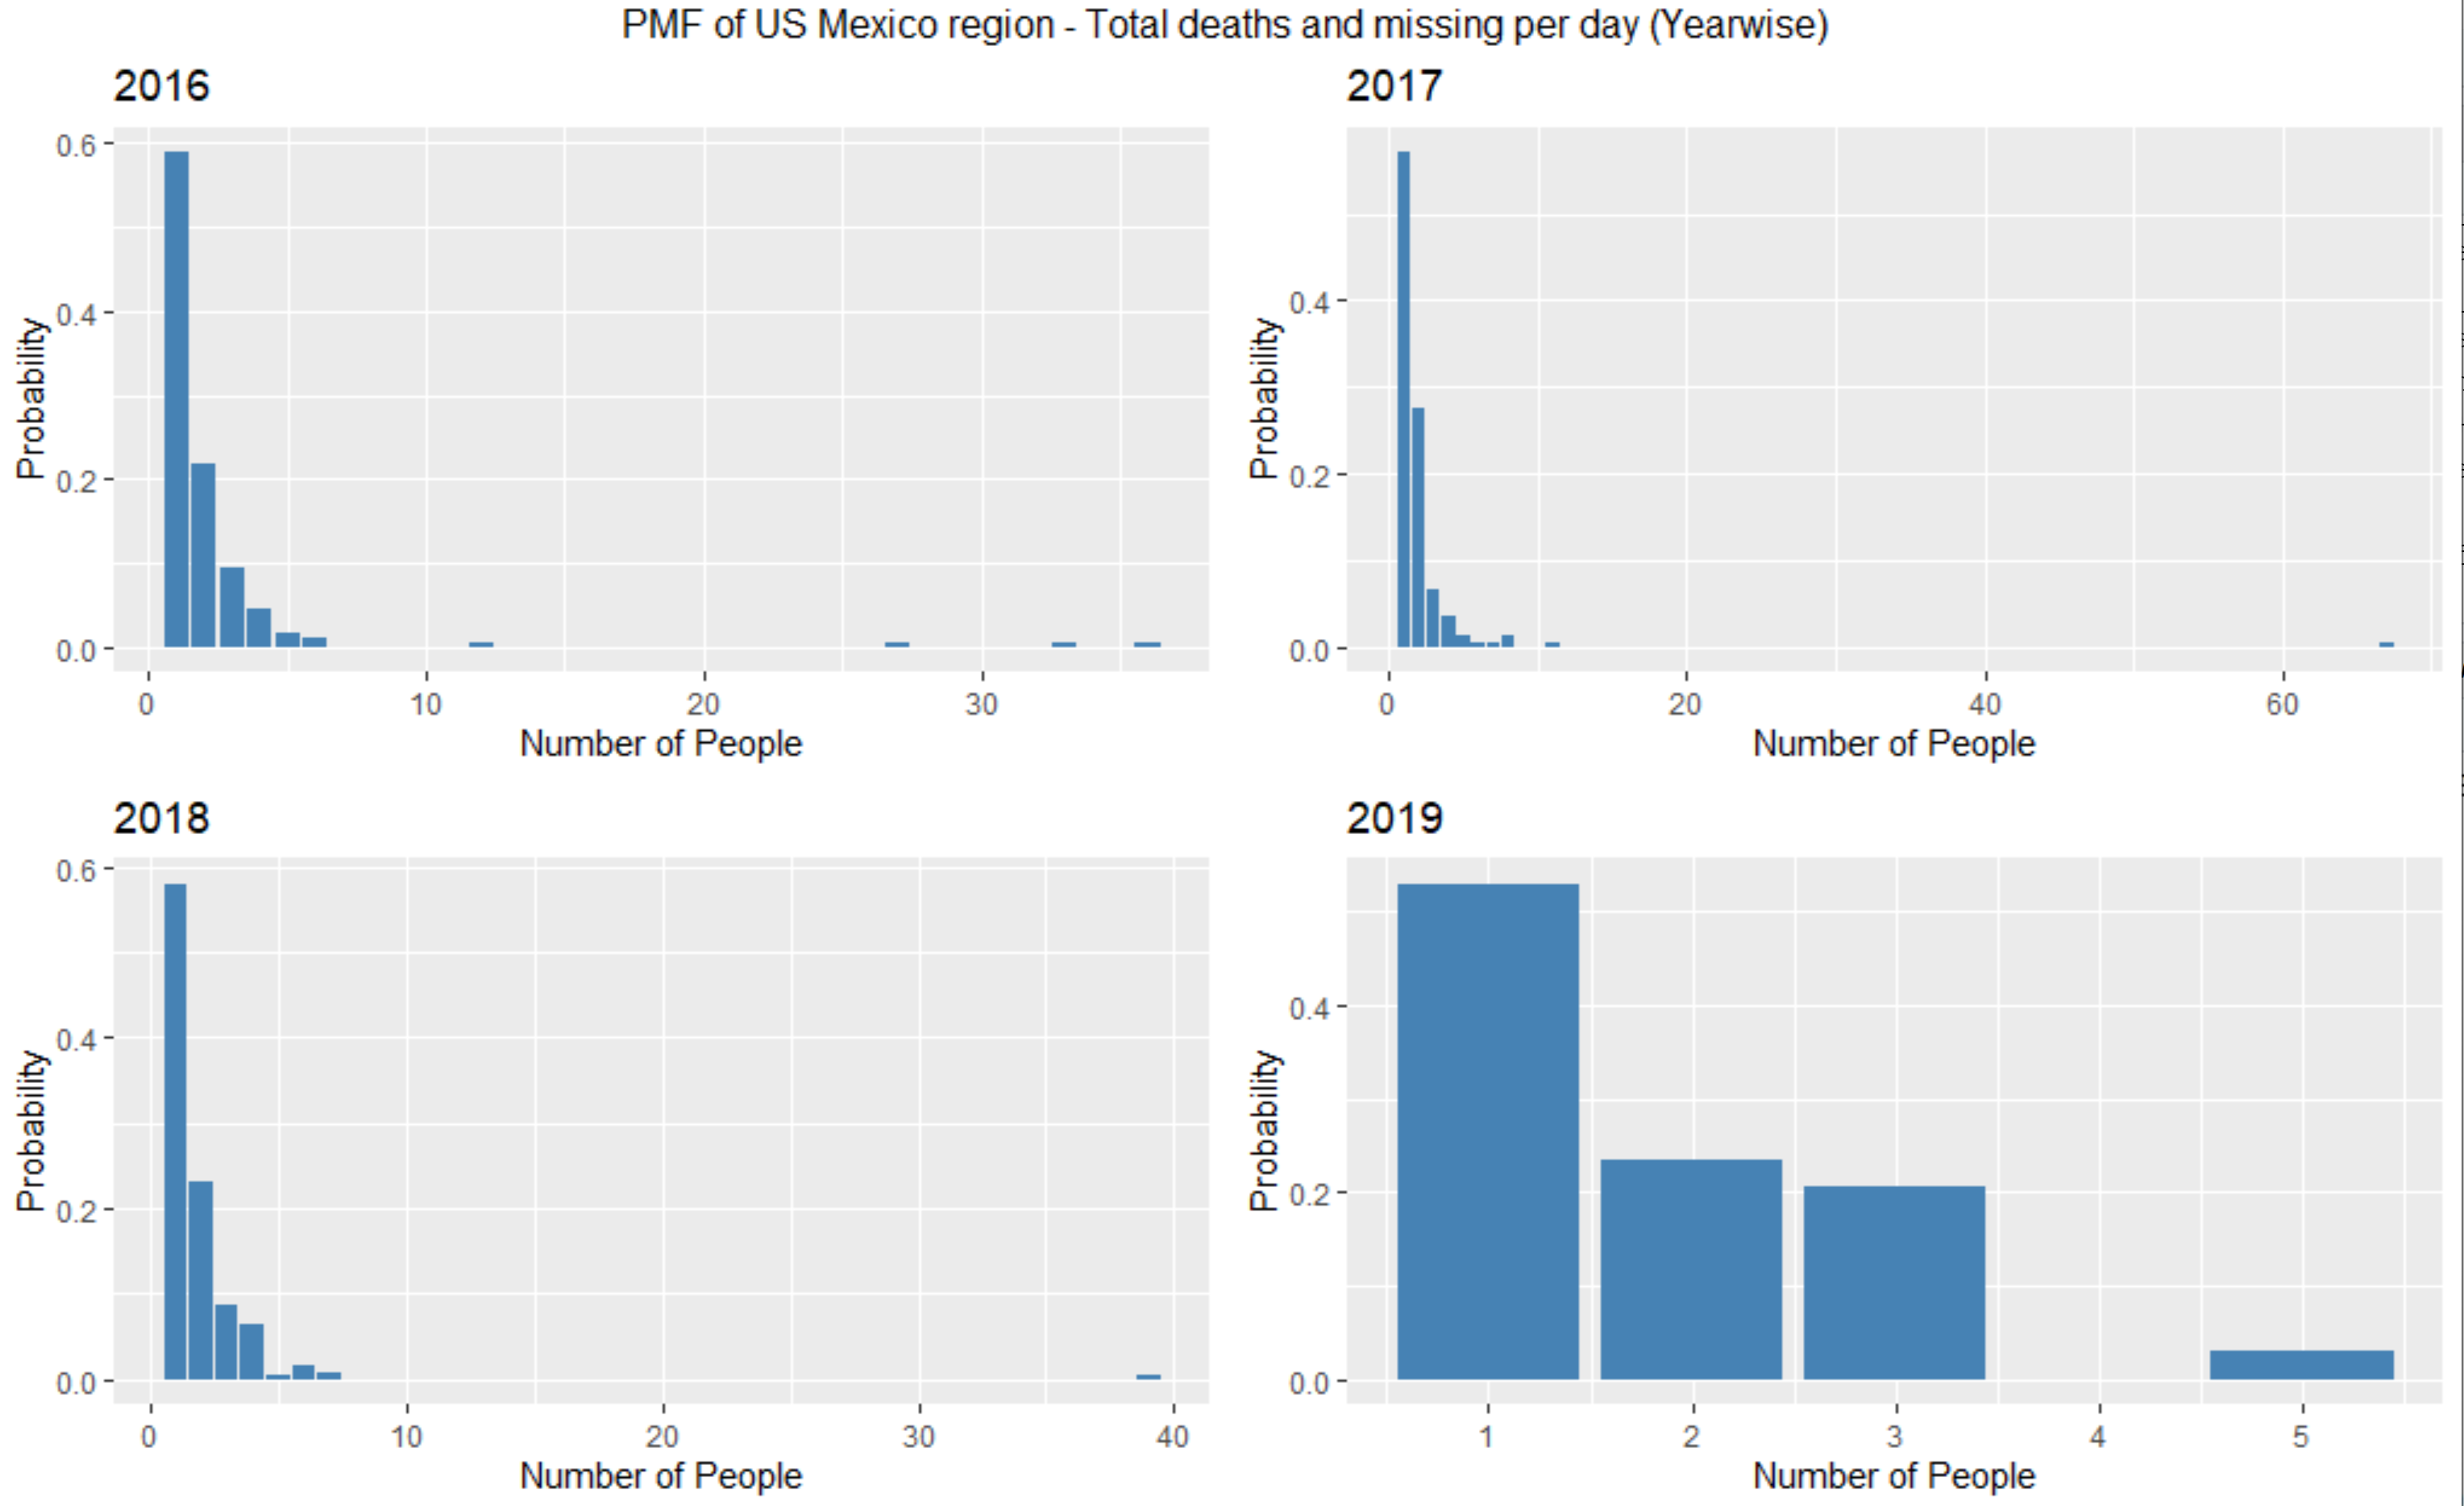 PMF of US Mexico region - Total deaths and missing per day (Yearwise)
2016
Probability
0.6
0.4
0.2
0.0
0 10 20 30
Number of People
2017
Probability
0.4
0.2
0.0
0 20 40 60
Number of People
2018
Probability
0.6
0.4
0.2
0.0
0 10 20 30 40
Number of People
2019
Probability
0.4
0.2
0.0
1 2 3 4 5
Number of People